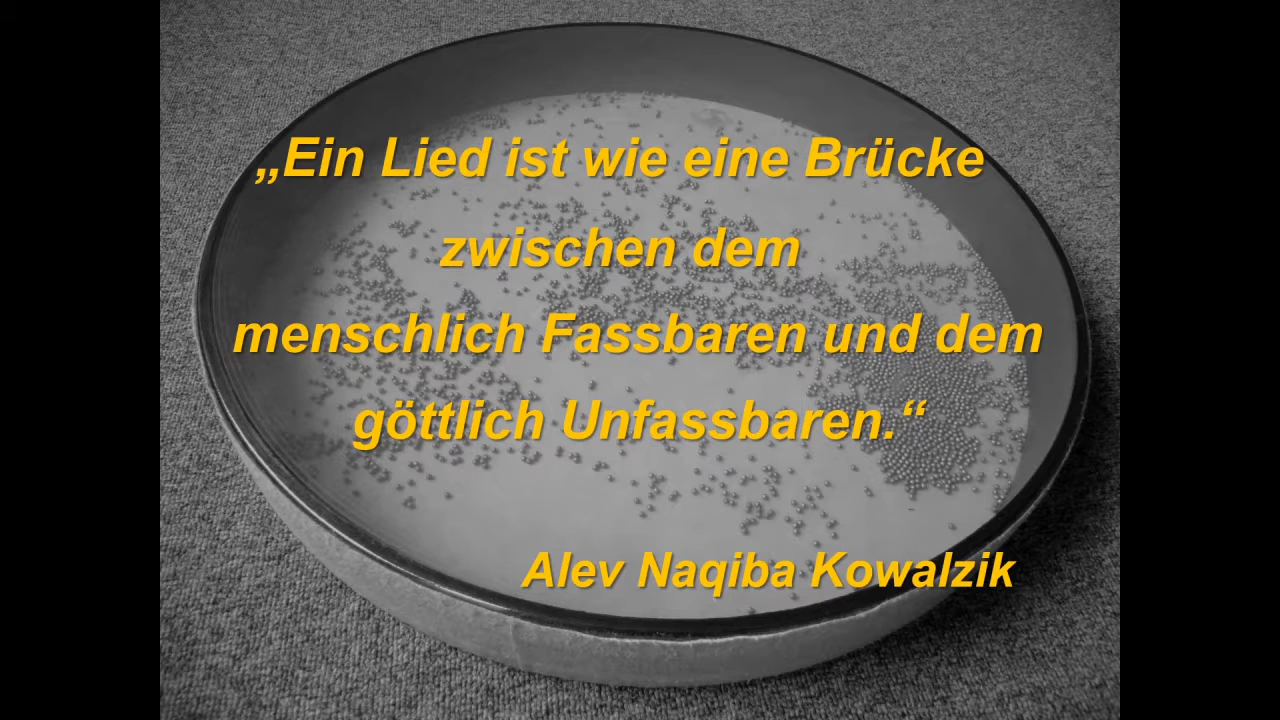 „Ein Lied ist wie eine Brücke
zwischen dem
menschlich Fassbaren und dem
göttlich Unfassbaren.“
Alev Naqiba Kowalzik